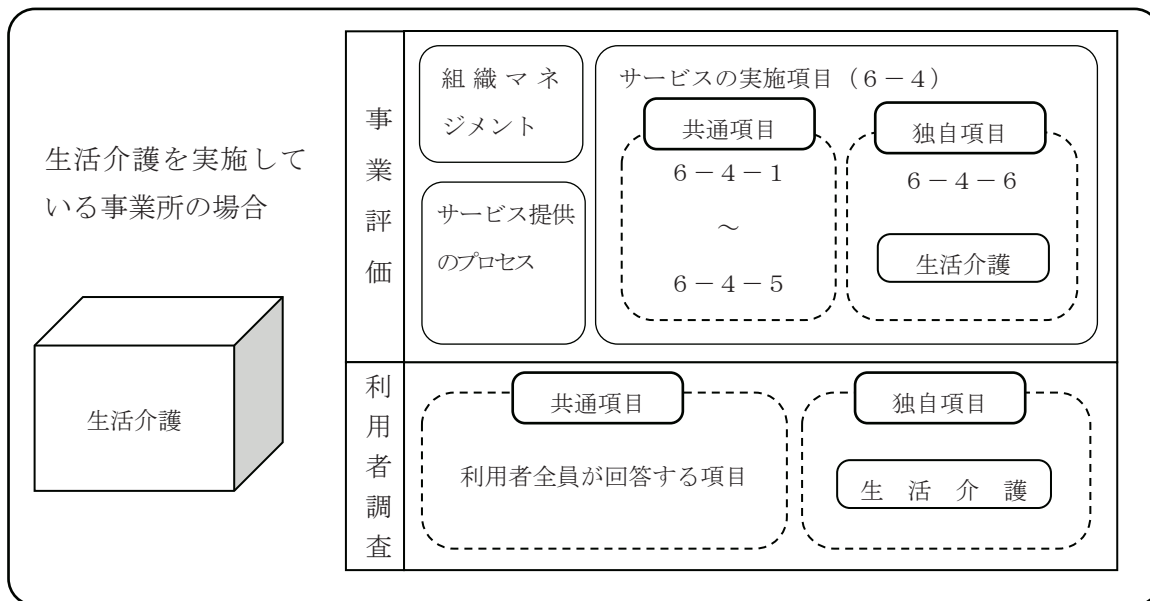 生活介護を実施して
いる事業所の場合
生活介護
事業評価
組織マネ
ジメント
サービス提供
のプロセス
サービスの実施項目（6－4）
共通項目
6－4－1
～
6－4－5
独自項目
6－4－6
生活介護
利用者調査
共通項目
利用者全員が回答する項目
独自項目
生活介護